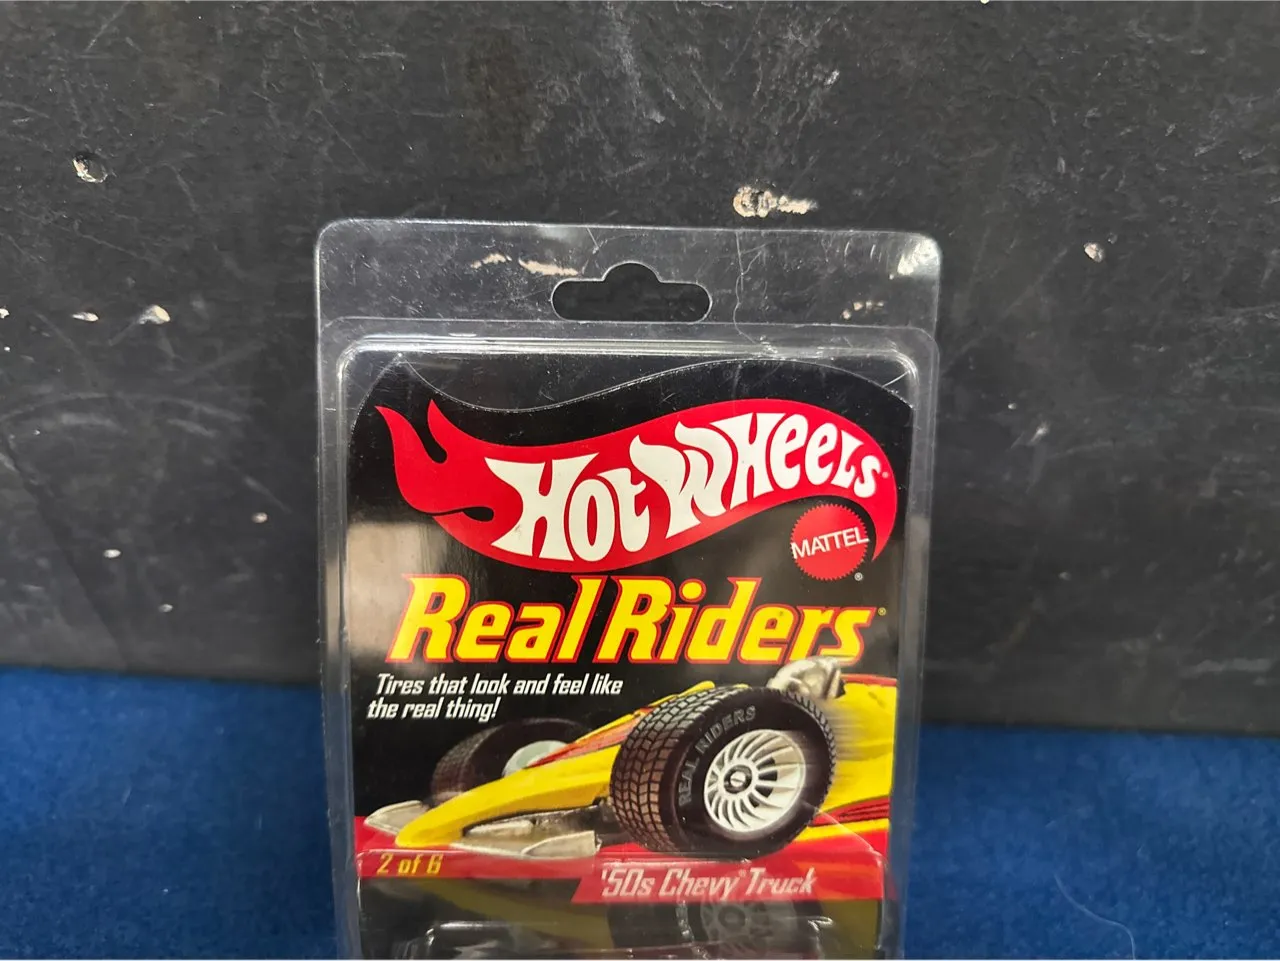 Hot Wheels®
MATTEL
®
Real Riders®
Tires that look and feel like
the real thing!
REAL RIDERS
2 of 6
'50s Chevy® Truck